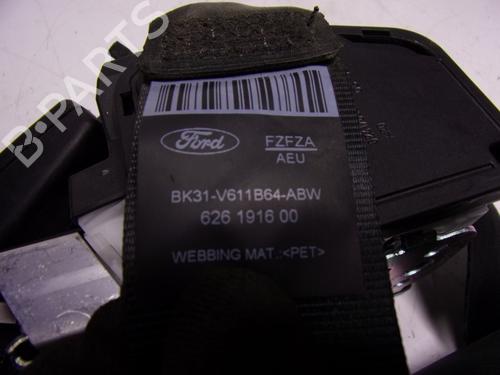 B-PARTS
Ford
FZFZA
AEU
BK31-V611B64-ABW
626 1916 00
WEBBING MAT.:<PET>